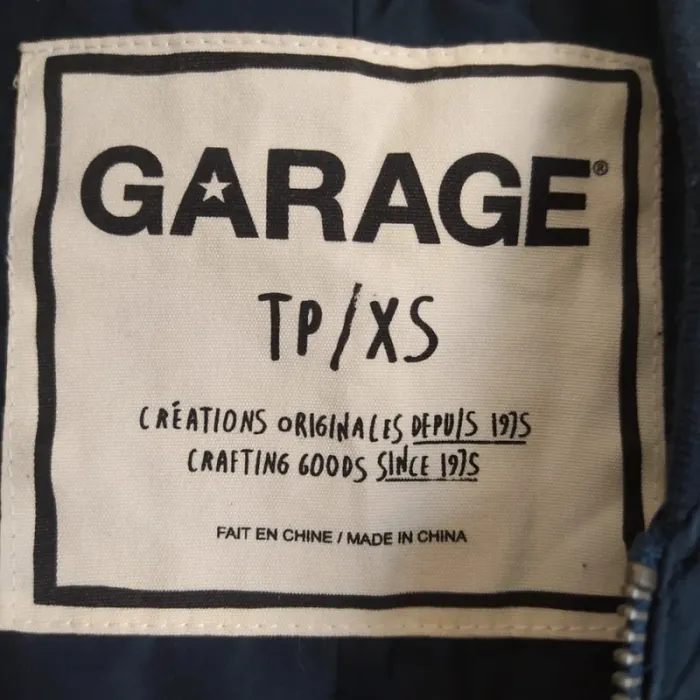 GARAGE®
TP/XS
CRÉATIONS ORIGINALES DEPUIS 1975
CRAFTING GOODS SINCE 1975
FAIT EN CHINE / MADE IN CHINA